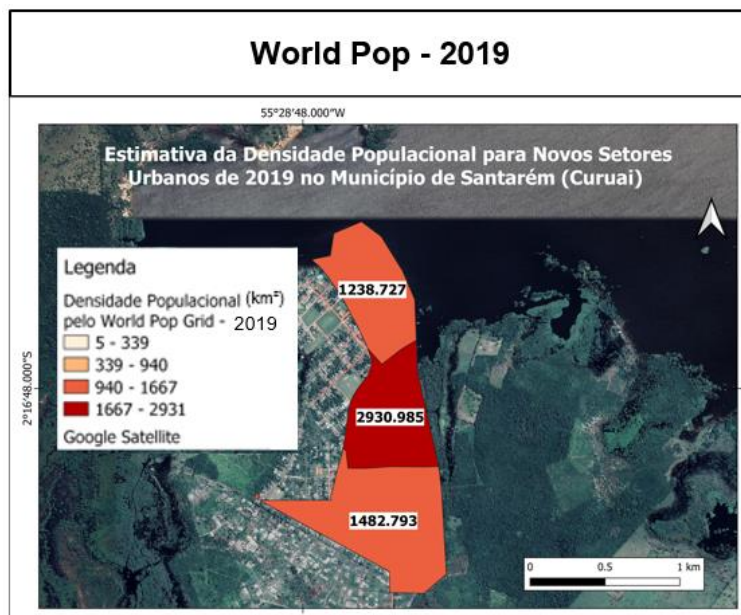 World Pop - 2019
55°28'48.000"W
Estimativa da Densidade Populacional para Novos Setores
Urbanos de 2019 no Município de Santarém (Curuai)
Legenda
Densidade Populacional (km²)
pelo World Pop Grid - 2019
5 - 339
339 - 940
940 - 1667
1667 - 2931
Google Satellite
2°16'48.000"S
1238.727
2930.985
1482.793
0 0.5 1 km